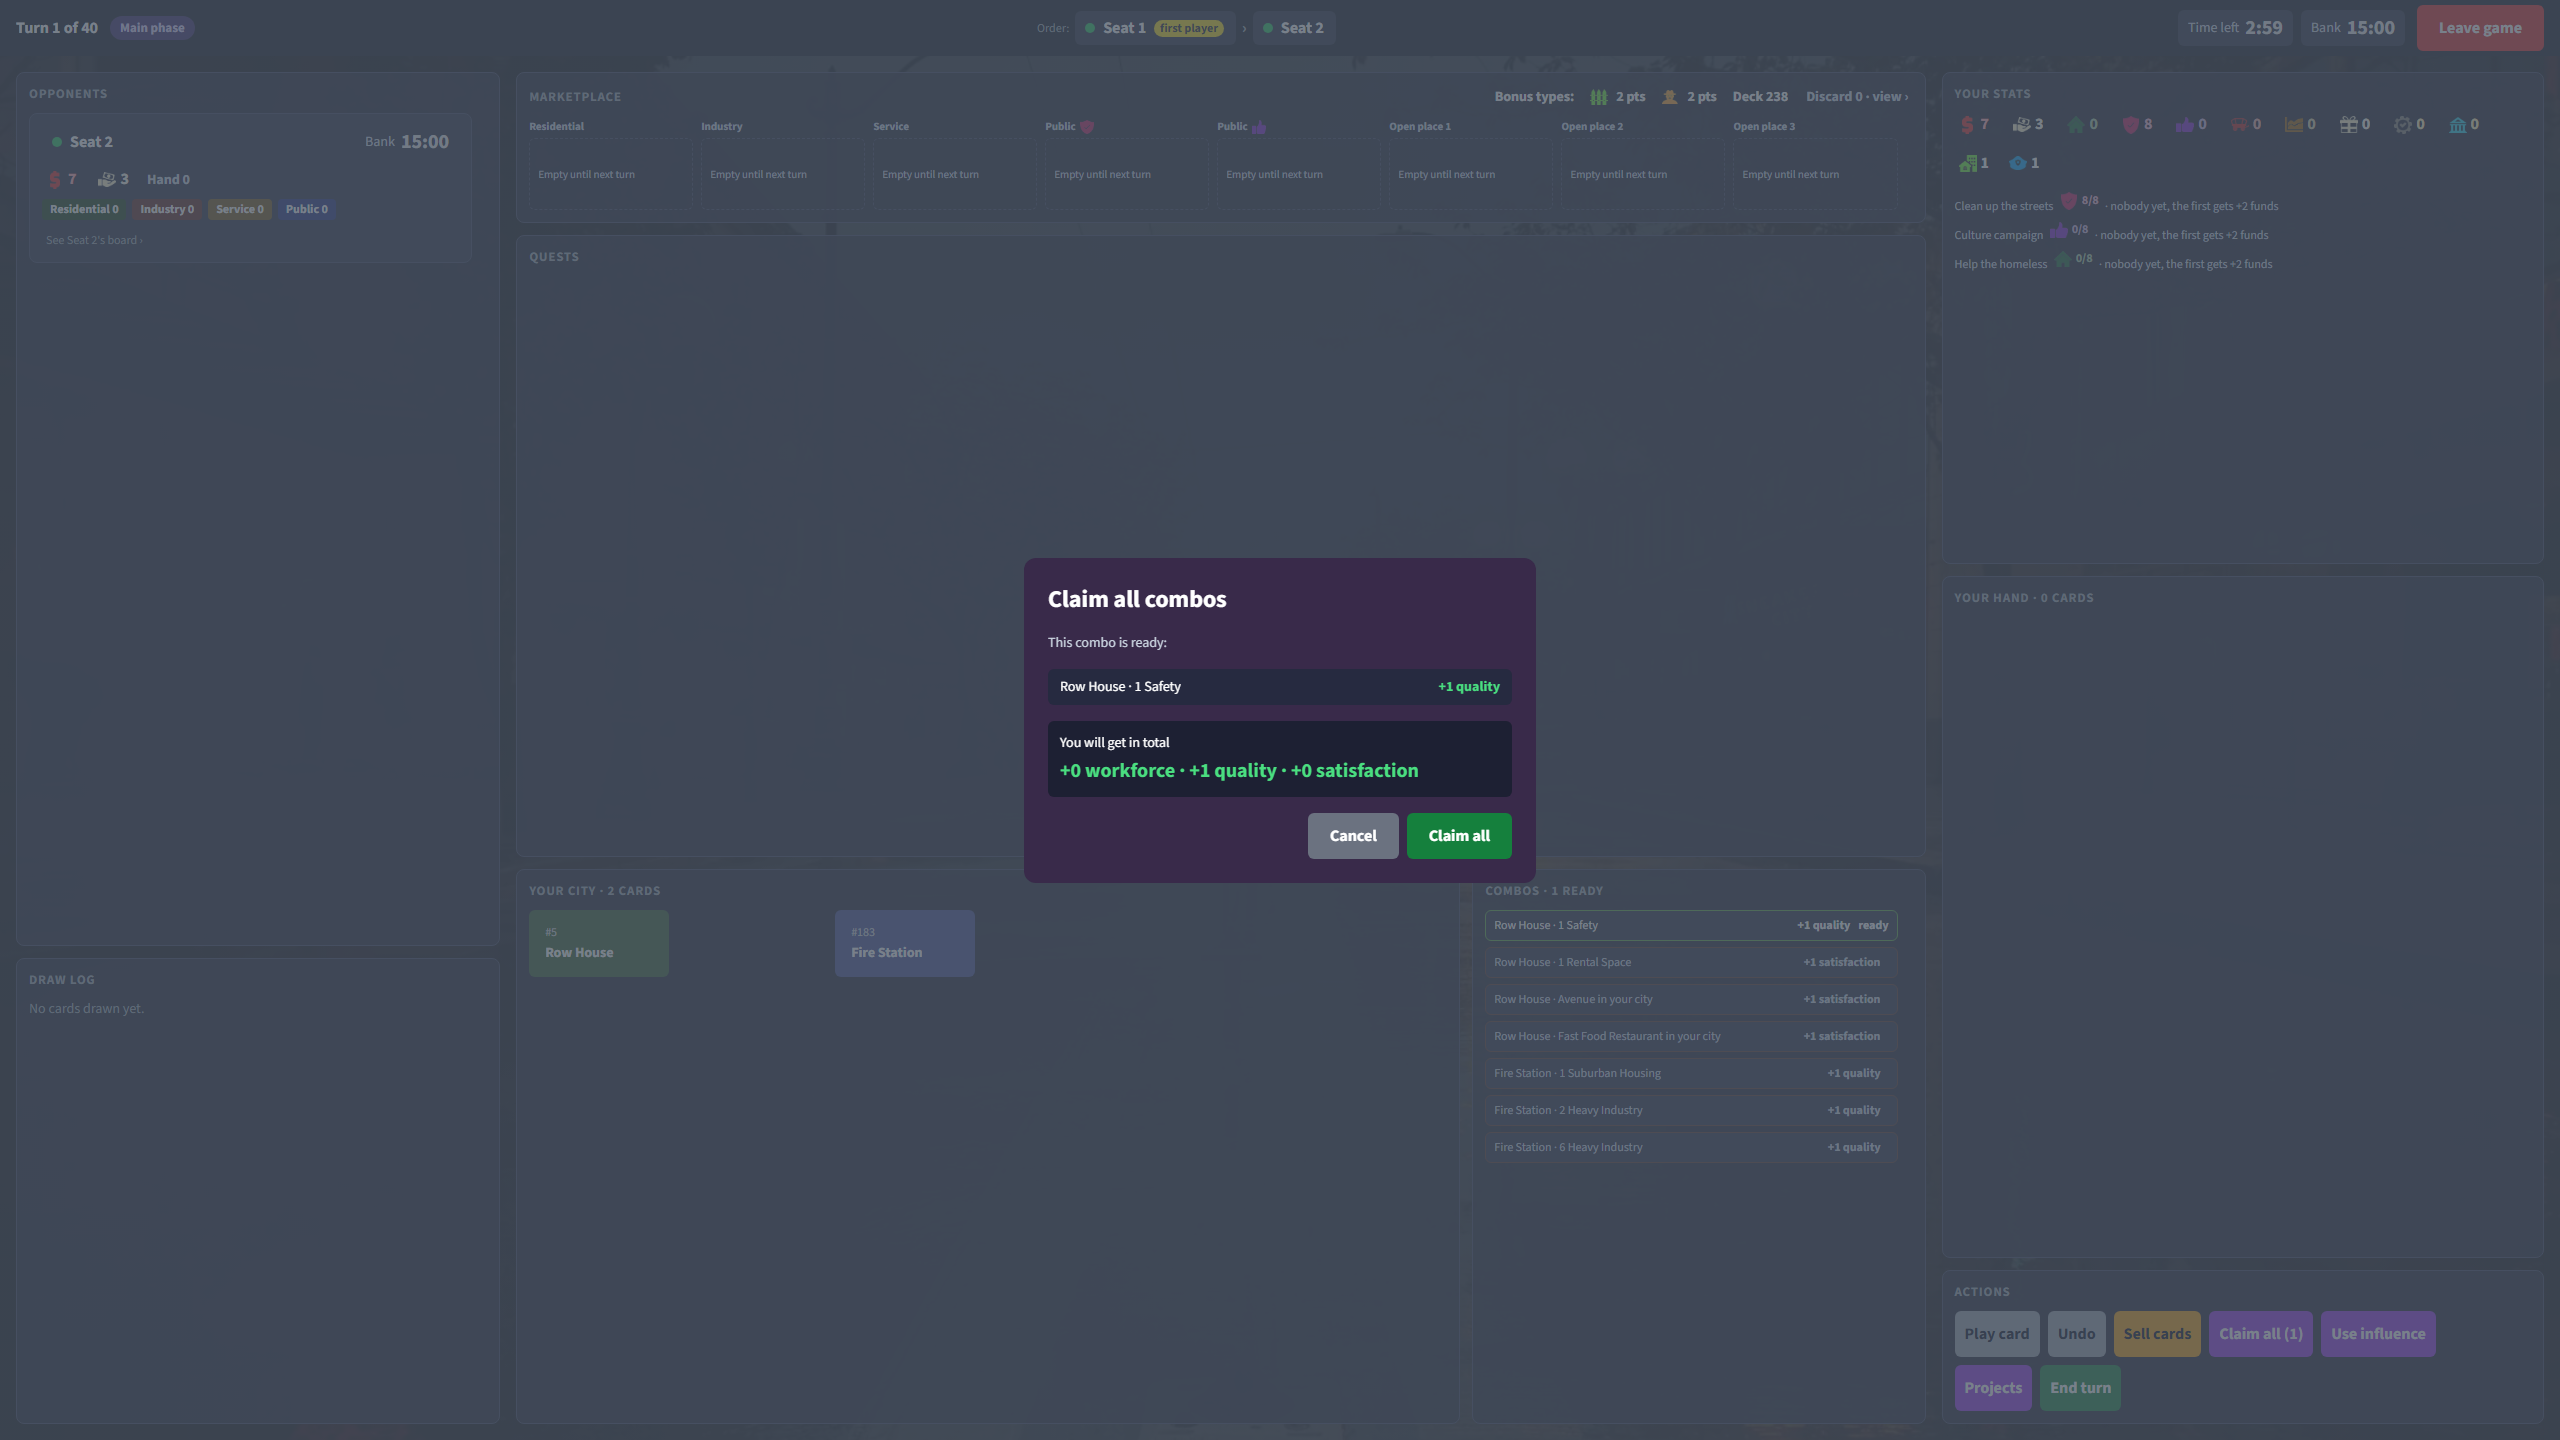 Turn 1 of 40 Main phase
Order: Seat 1 first player › Seat 2
Time left 2:59 Bank 15:00 Leave game
OPPONENTS
Seat 2 Bank 15:00
7 3 Hand 0
Residential 0 Industry 0 Service 0 Public 0
See Seat 2's board ›
DRAW LOG
No cards drawn yet.
MARKETPLACE
Bonus types: 2 pts 2 pts Deck 238 Discard 0 · view ›
Residential Industry Service Public Public Open place 1 Open place 2 Open place 3
Empty until next turn Empty until next turn Empty until next turn Empty until next turn Empty until next turn Empty until next turn Empty until next turn Empty until next turn
QUESTS
Claim all combos
This combo is ready:
Row House · 1 Safety +1 quality
You will get in total
+0 workforce · +1 quality · +0 satisfaction
Cancel Claim all
YOUR CITY · 2 CARDS
#5
Row House
#183
Fire Station
COMBOS · 1 READY
Row House · 1 Safety +1 quality ready
Row House · 1 Rental Space +1 satisfaction
Row House · Avenue in your city +1 satisfaction
Row House · Fast Food Restaurant in your city +1 satisfaction
Fire Station · 1 Suburban Housing +1 quality
Fire Station · 2 Heavy Industry +1 quality
Fire Station · 6 Heavy Industry +1 quality
YOUR STATS
7 3 0 8 0 0 0 0 0 0
1 1
Clean up the streets 8/8 · nobody yet, the first gets +2 funds
Culture campaign 0/8 · nobody yet, the first gets +2 funds
Help the homeless 0/8 · nobody yet, the first gets +2 funds
YOUR HAND · 0 CARDS
ACTIONS
Play card Undo Sell cards Claim all (1) Use influence
Projects End turn